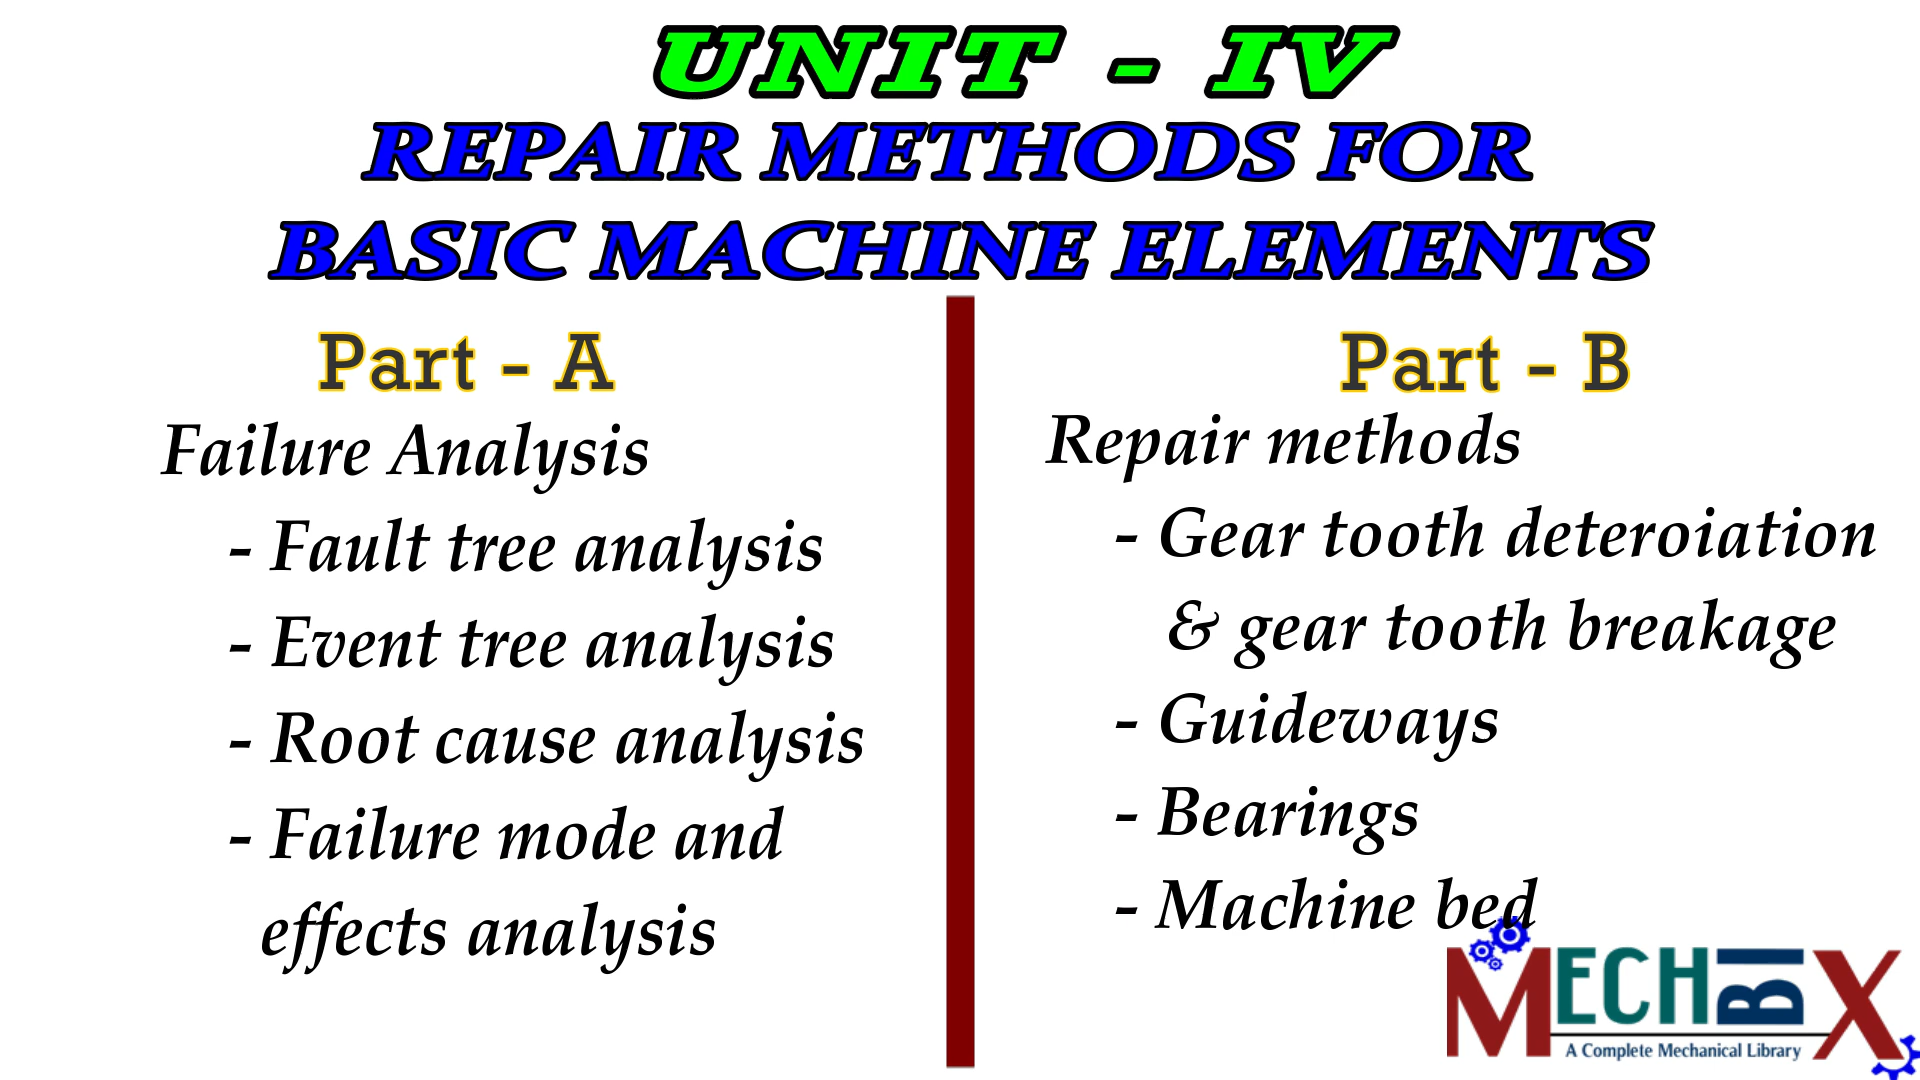 UNIT - IV
REPAIR METHODS FOR
BASIC MACHINE ELEMENTS
Part - A
Failure Analysis
- Fault tree analysis
- Event tree analysis
- Root cause analysis
- Failure mode and
effects analysis
Part - B
Repair methods
- Gear tooth deteroiation
& gear tooth breakage
- Guideways
- Bearings
- Machine bed
MECHBIX
A Complete Mechanical Library